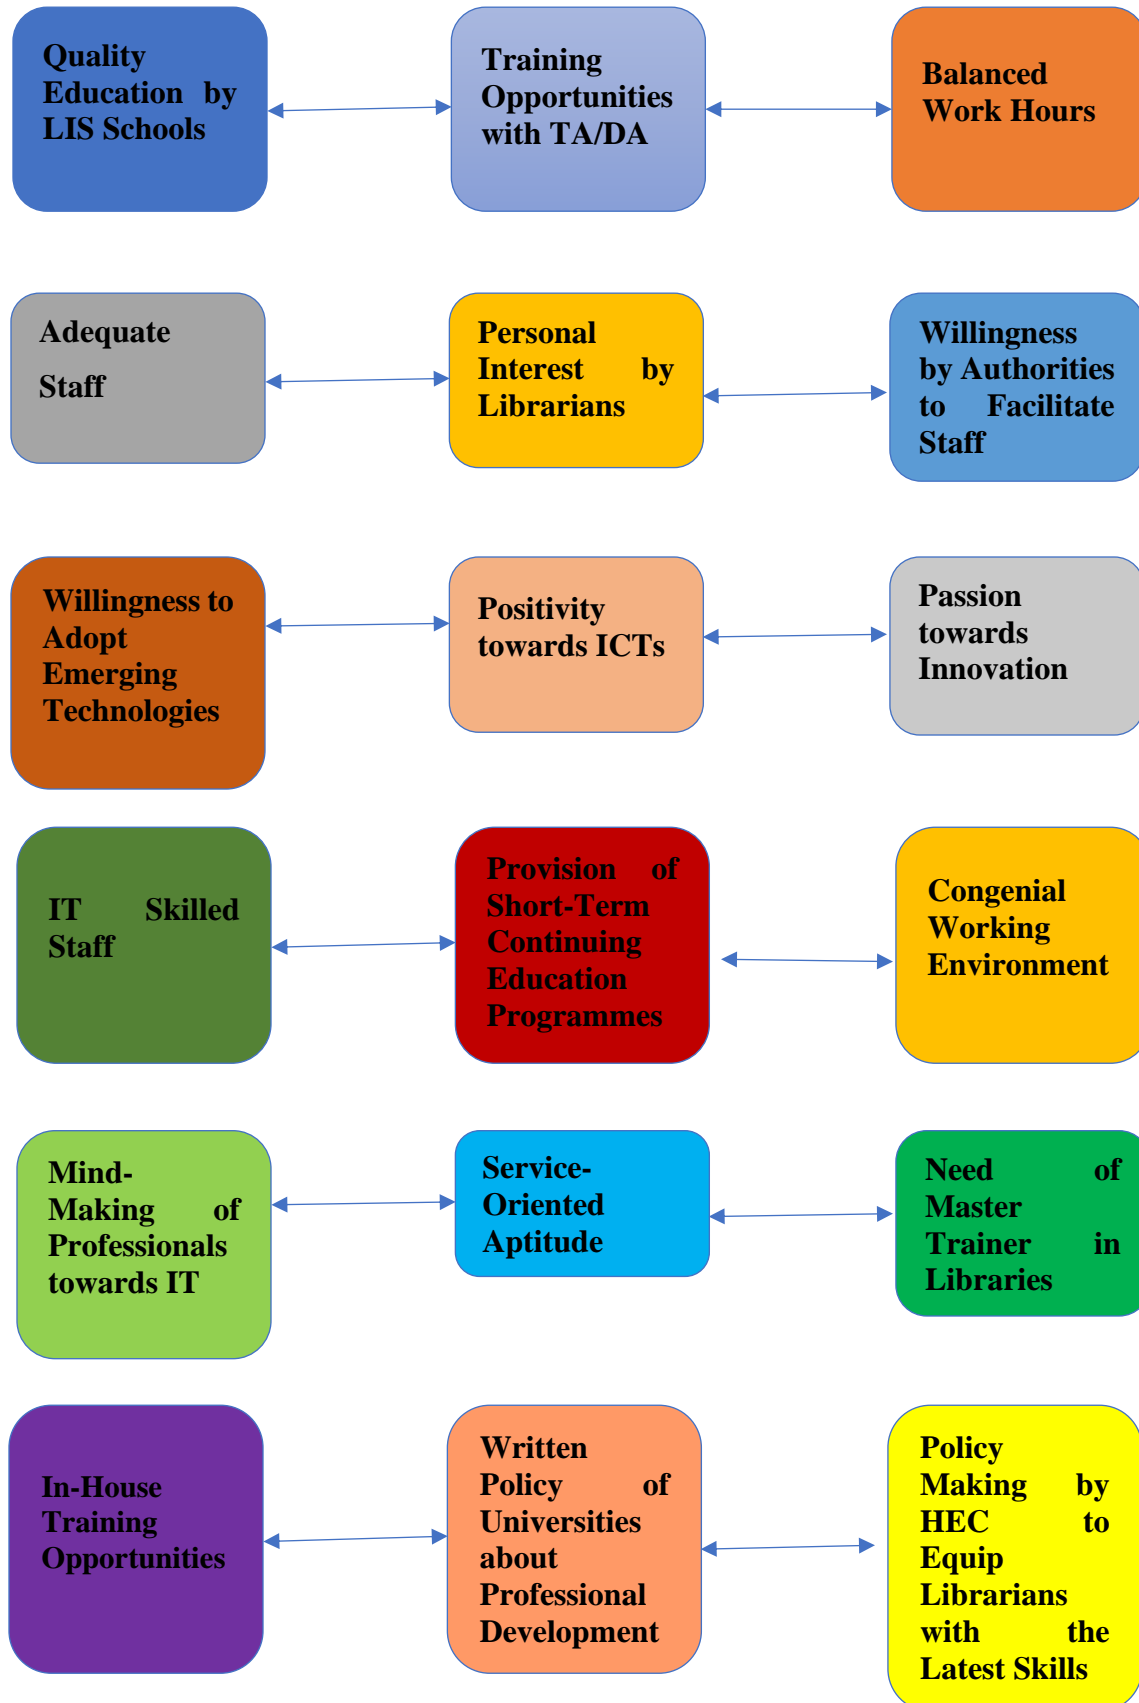 Quality
Education by
LIS Schools
Training
Opportunities
with TA/DA
Balanced
Work Hours
Adequate
Staff
Personal
Interest by
Librarians
Willingness
by Authorities
to Facilitate
Staff
Willingness to
Adopt
Emerging
Technologies
Positivity
towards ICTs
Passion
towards
Innovation
IT Skilled
Staff
Provision of
Short-Term
Continuing
Education
Programmes
Congenial
Working
Environment
Mind-
Making of
Professionals
towards IT
Service-
Oriented
Aptitude
Need of
Master
Trainer in
Libraries
In-House
Training
Opportunities
Written
Policy of
Universities
about
Professional
Development
Policy
Making by
HEC to
Equip
Librarians
with the
Latest Skills